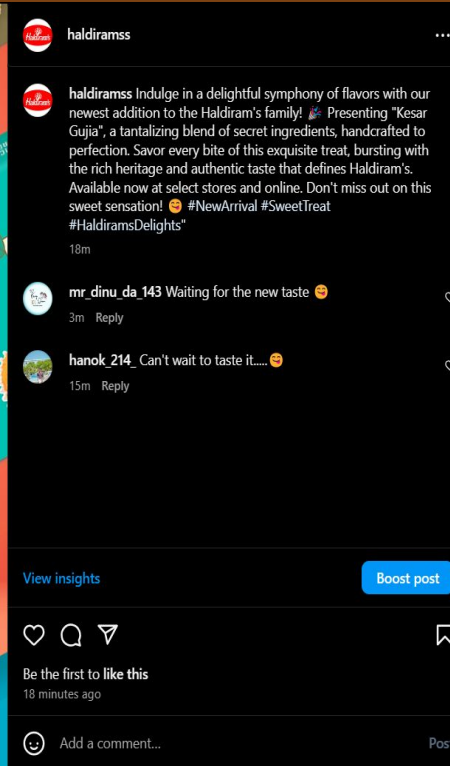 haldiramss
haldiramss Indulge in a delightful symphony of flavors with our
newest addition to the Haldiram's family! 🎉 Presenting "Kesar
Gujia", a tantalizing blend of secret ingredients, handcrafted to
perfection. Savor every bite of this exquisite treat, bursting with
the rich heritage and authentic taste that defines Haldiram's.
Available now at select stores and online. Don't miss out on this
sweet sensation! 😋 #NewArrival #SweetTreat
#HaldiramsDelights"
18m
mr_dinu_da_143 Waiting for the new taste 😋
3m Reply
hanok_214_ Can't wait to taste it..... 😋
15m Reply
View insights
Boost post
Be the first to like this
18 minutes ago
Add a comment...
Pos